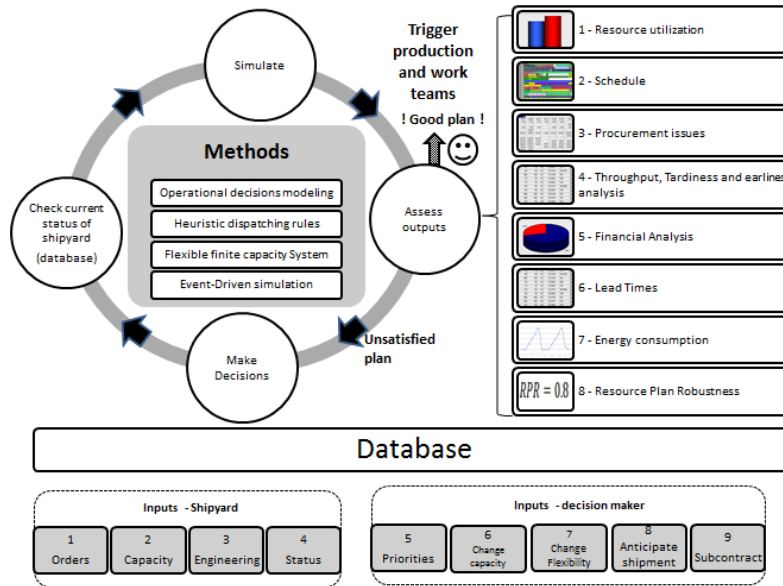 Simulate
Trigger
production
and work
teams
! Good plan !
Methods
Operational decisions modeling
Heuristic dispatching rules
Flexible finite capacity System
Event-Driven simulation
Check current
status of
shipyard
(database)
Assess
outputs
Make
Decisions
Unsatisfied
plan
1 - Resource utilization
2 - Schedule
3 - Procurement issues
4 - Throughput, Tardiness and earlines
analysis
5 - Financial Analysis
6 - Lead Times
7 - Energy consumption
RPR = 0.8
8 - Resource Plan Robustness
Database
Inputs - Shipyard
1
Orders
2
Capacity
3
Engineering
4
Status
Inputs - decision maker
5
Priorities
6
Change
capacity
7
Change
Flexibility
8
Anticipate
shipment
9
Subcontract